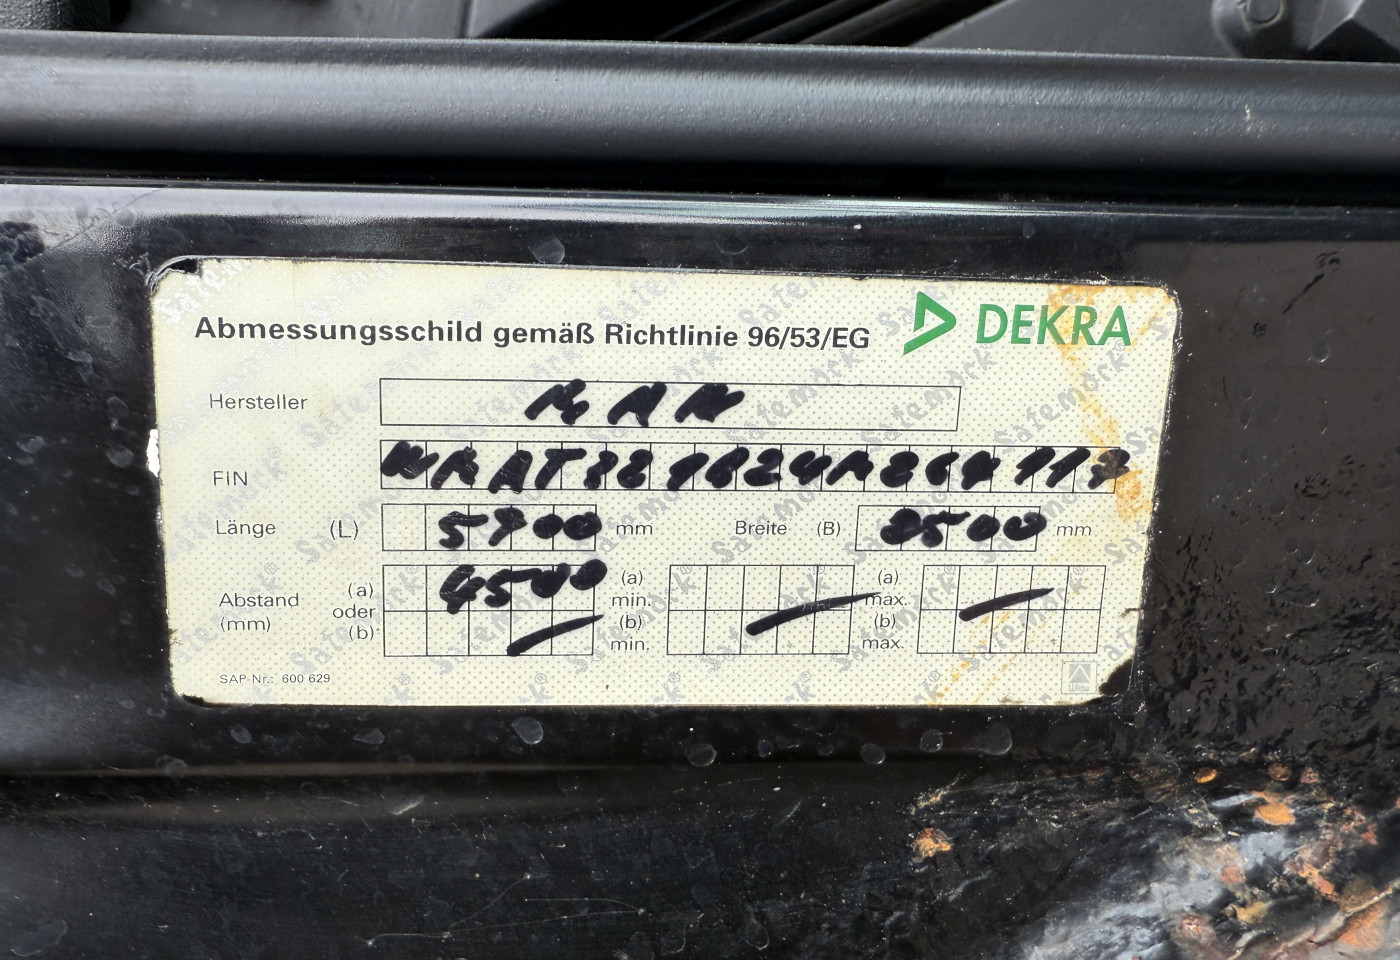 Abmessungsschild gemäß Richtlinie 96/53/EG DEKRA
Hersteller MAN
FIN
Länge (L) 5700 mm Breite (B) 2500 mm
Abstand (mm) (a) oder (b) 4500 (a) min. (b) min. (a) max. (b) max.
SAP-Nr.: 600 629